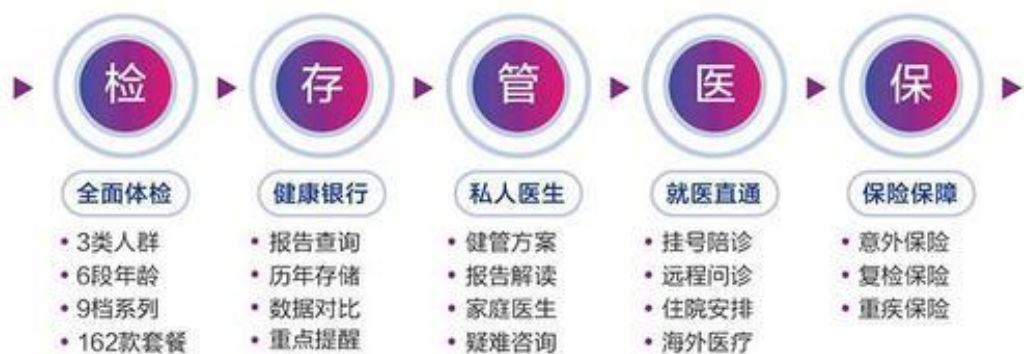 检
存
管
医
保
全面体检
健康银行
私人医生
就医直通
保险保障
• 3类人群
• 6段年龄
• 9档系列
• 162款套餐
• 报告查询
• 历年存储
• 数据对比
• 重点提醒
• 健管方案
• 报告解读
• 家庭医生
• 疑难咨询
• 挂号陪诊
• 远程问诊
• 住院安排
• 海外医疗
• 意外保险
• 复检保险
• 重疾保险